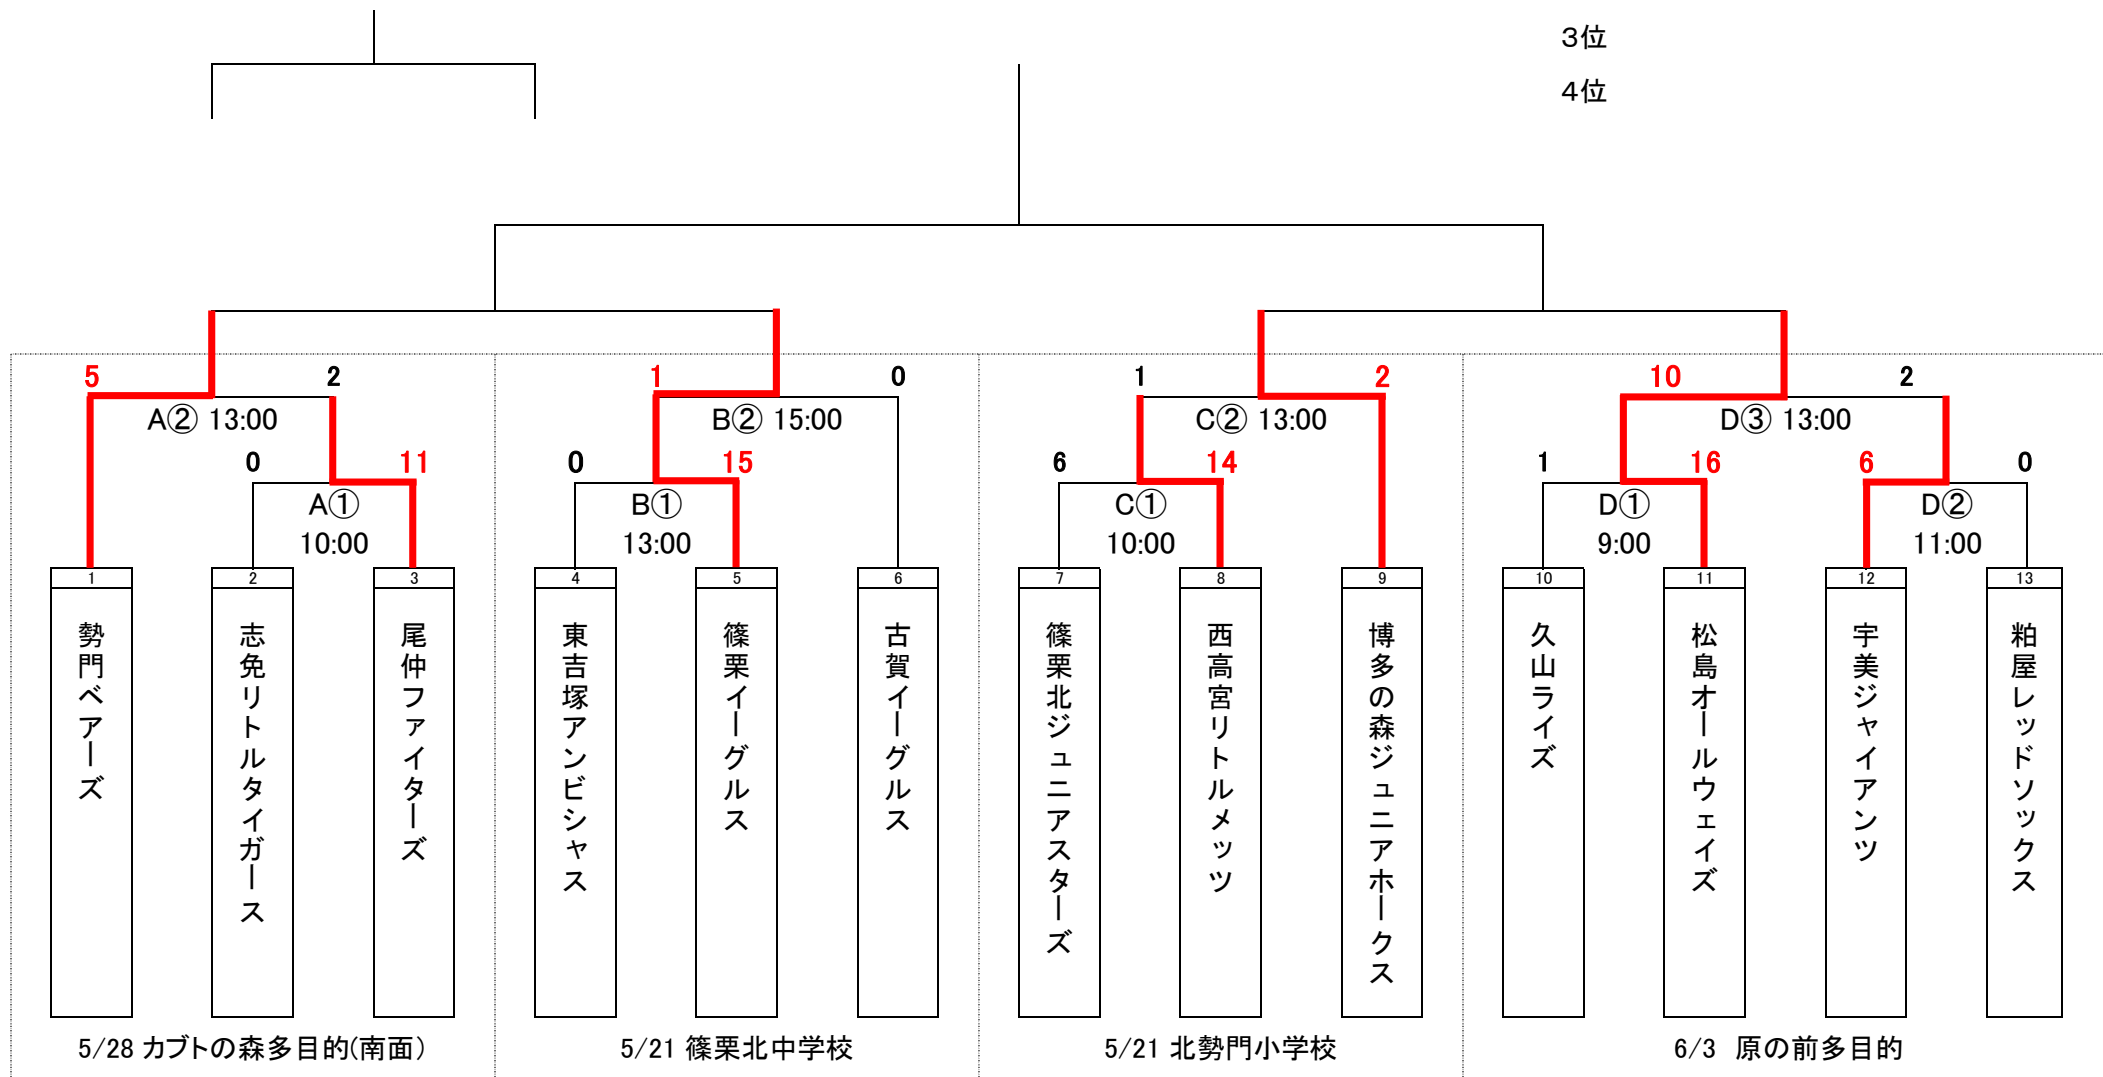 3位
4位
5
2
1
0
1
2
10
2
A② 13:00
B② 15:00
C② 13:00
D③ 13:00
0
11
0
15
6
14
1
16
6
0
A①
B①
C①
D①
D②
10:00
13:00
10:00
9:00
11:00
1
2
3
4
5
6
7
8
9
10
11
12
13
勢門ベアーズ
志免リトルタイガース
尾仲ファイターズ
東吉塚アンビシャス
篠栗イーグルス
古賀イーグルス
篠栗北ジュニアスターズ
西高宮リトルメッツ
博多の森ジュニアホークス
久山ライズ
松島オールウェイズ
宇美ジャイアンツ
粕屋レッドソックス
5/28 カブトの森多目的(南面)
5/21 篠栗北中学校
5/21 北勢門小学校
6/3 原の前多目的